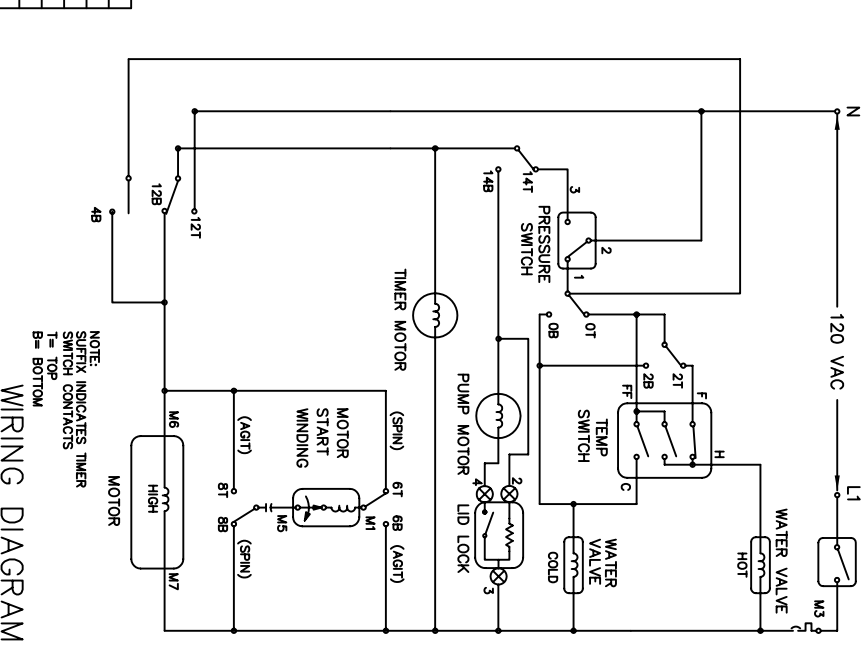 N
120 VAC
L1
M3
WATER VALVE
HOT
H
F
2T
2B
FF
TEMP
SWITCH
C
WATER
VALVE
COLD
0T
0B
1
2
3
PRESSURE
SWITCH
14T
14B
PUMP MOTOR
4
2
LID LOCK
3
TIMER MOTOR
12T
12B
4B
(SPIN)
6T
6B
(AGIT)
M1
MOTOR
START
WINDING
M5
(AGIT)
8T
8B
(SPIN)
M6
HIGH
M7
MOTOR
NOTE:
SUFFIX INDICATES TIMER
SWITCH CONTACTS
T= TOP
B= BOTTOM
WIRING DIAGRAM